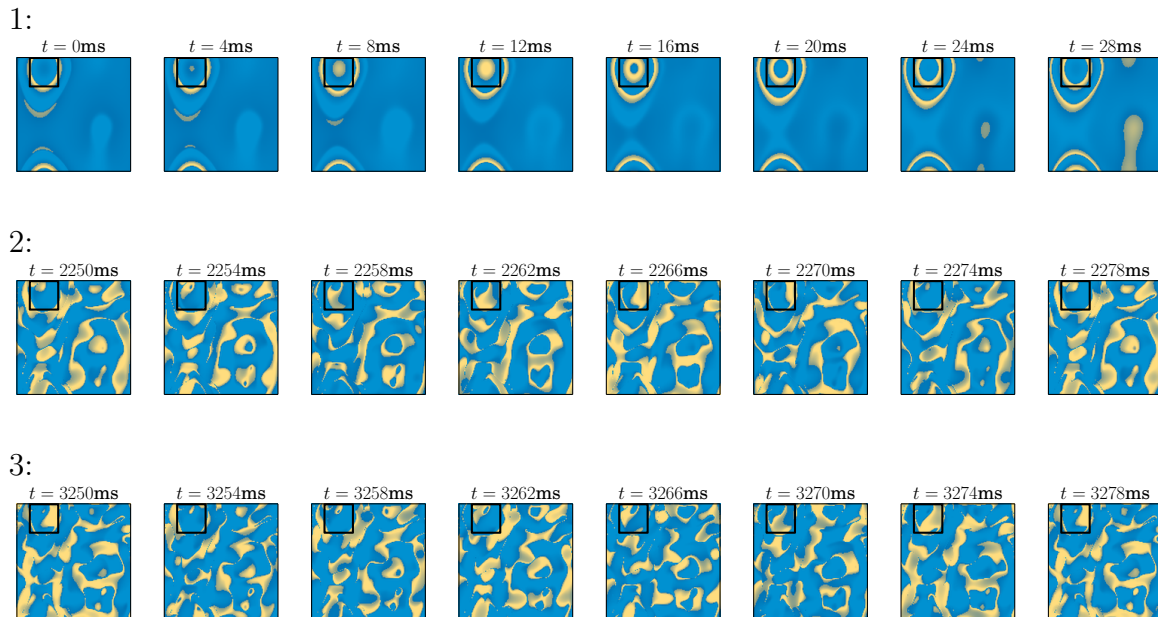 1:
t = 0ms t = 4ms t = 8ms t = 12ms t = 16ms t = 20ms t = 24ms t = 28ms
2:
t = 2250ms t = 2254ms t = 2258ms t = 2262ms t = 2266ms t = 2270ms t = 2274ms t = 2278ms
3:
t = 3250ms t = 3254ms t = 3258ms t = 3262ms t = 3266ms t = 3270ms t = 3274ms t = 3278ms